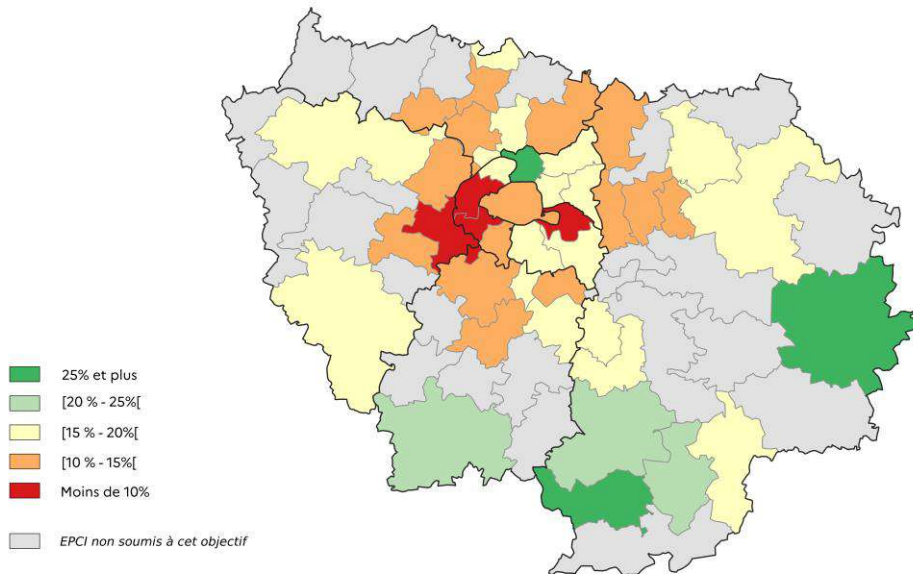 25% et plus
[20 % - 25%[
[15 % - 20%[
[10 % - 15%[
Moins de 10%
EPCI non soumis à cet objectif